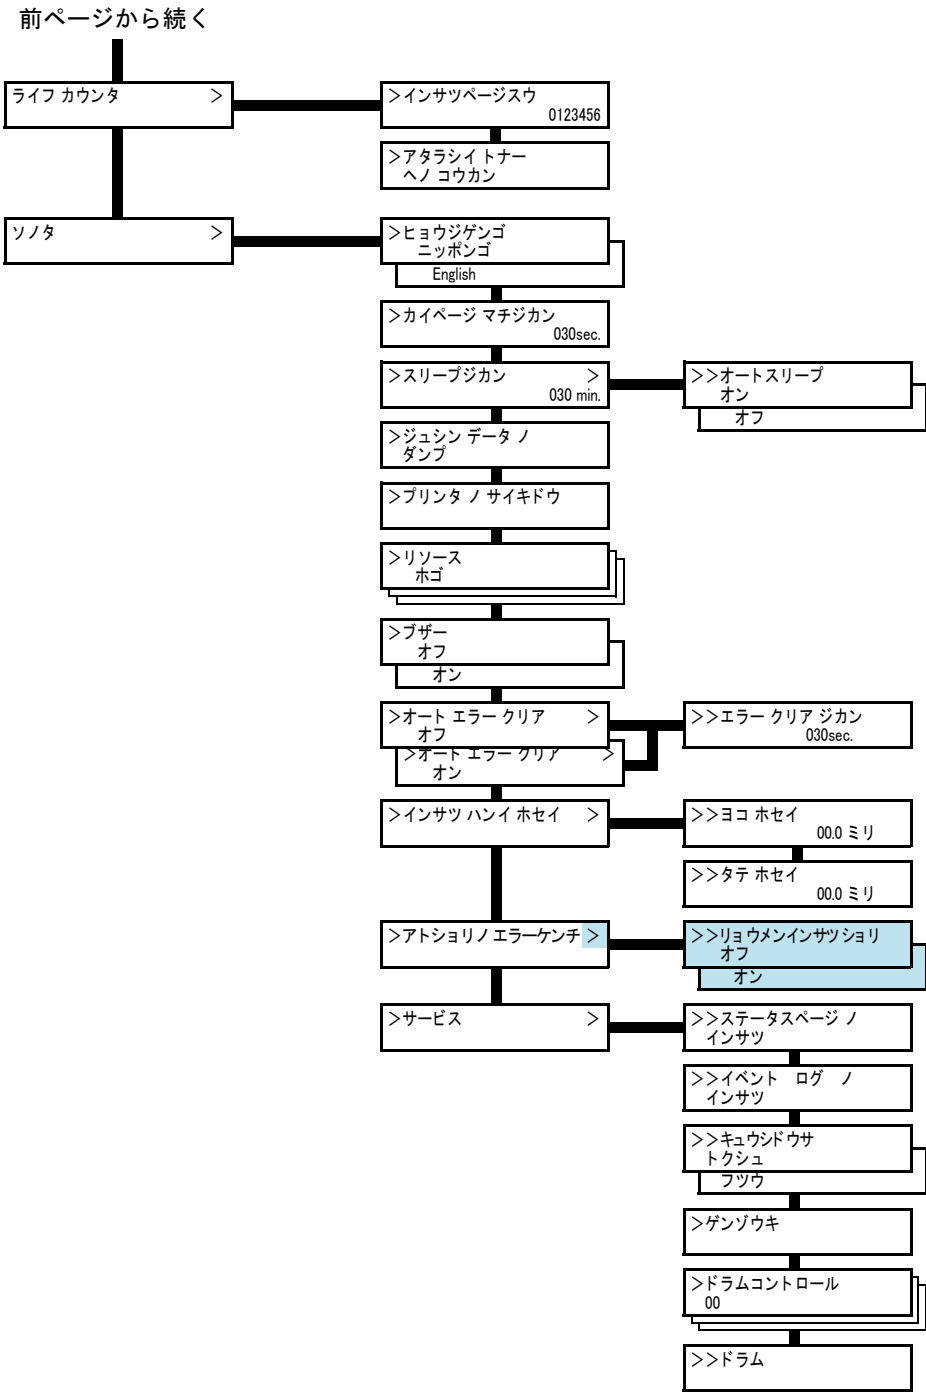 前ページから続く
ライフ カウンタ >
>インサツページスウ
0123456
>アタラシイ トナー
ヘノ コウカン
ソノタ >
>ヒョウジゲンゴ
ニッポンゴ
English
>カイページ マチジカン
030sec.
>スリープジカン >
030 min.
>>オートスリープ
オン
オフ
>ジュシン データ ノ
ダンプ
>プリンタ ノ サイキドウ
>リソース
ホゴ
>ブザー
オフ
オン
>オート エラー クリア >
オフ
>オート エラー クリア >
オン
>>エラー クリア ジカン
030sec.
>インサツ ハンイ ホセイ >
>>ヨコ ホセイ
00.0 ミリ
>>タテ ホセイ
00.0 ミリ
>アトショリノ エラーケンチ >
>>リョウメンインサツショリ
オフ
オン
>サービス >
>>ステータスページ ノ
インサツ
>>イベント ログ ノ
インサツ
>>キュウシドウサ
トクシュ
フツウ
>ゲンゾウキ
>ドラムコントロール
00
>>ドラム